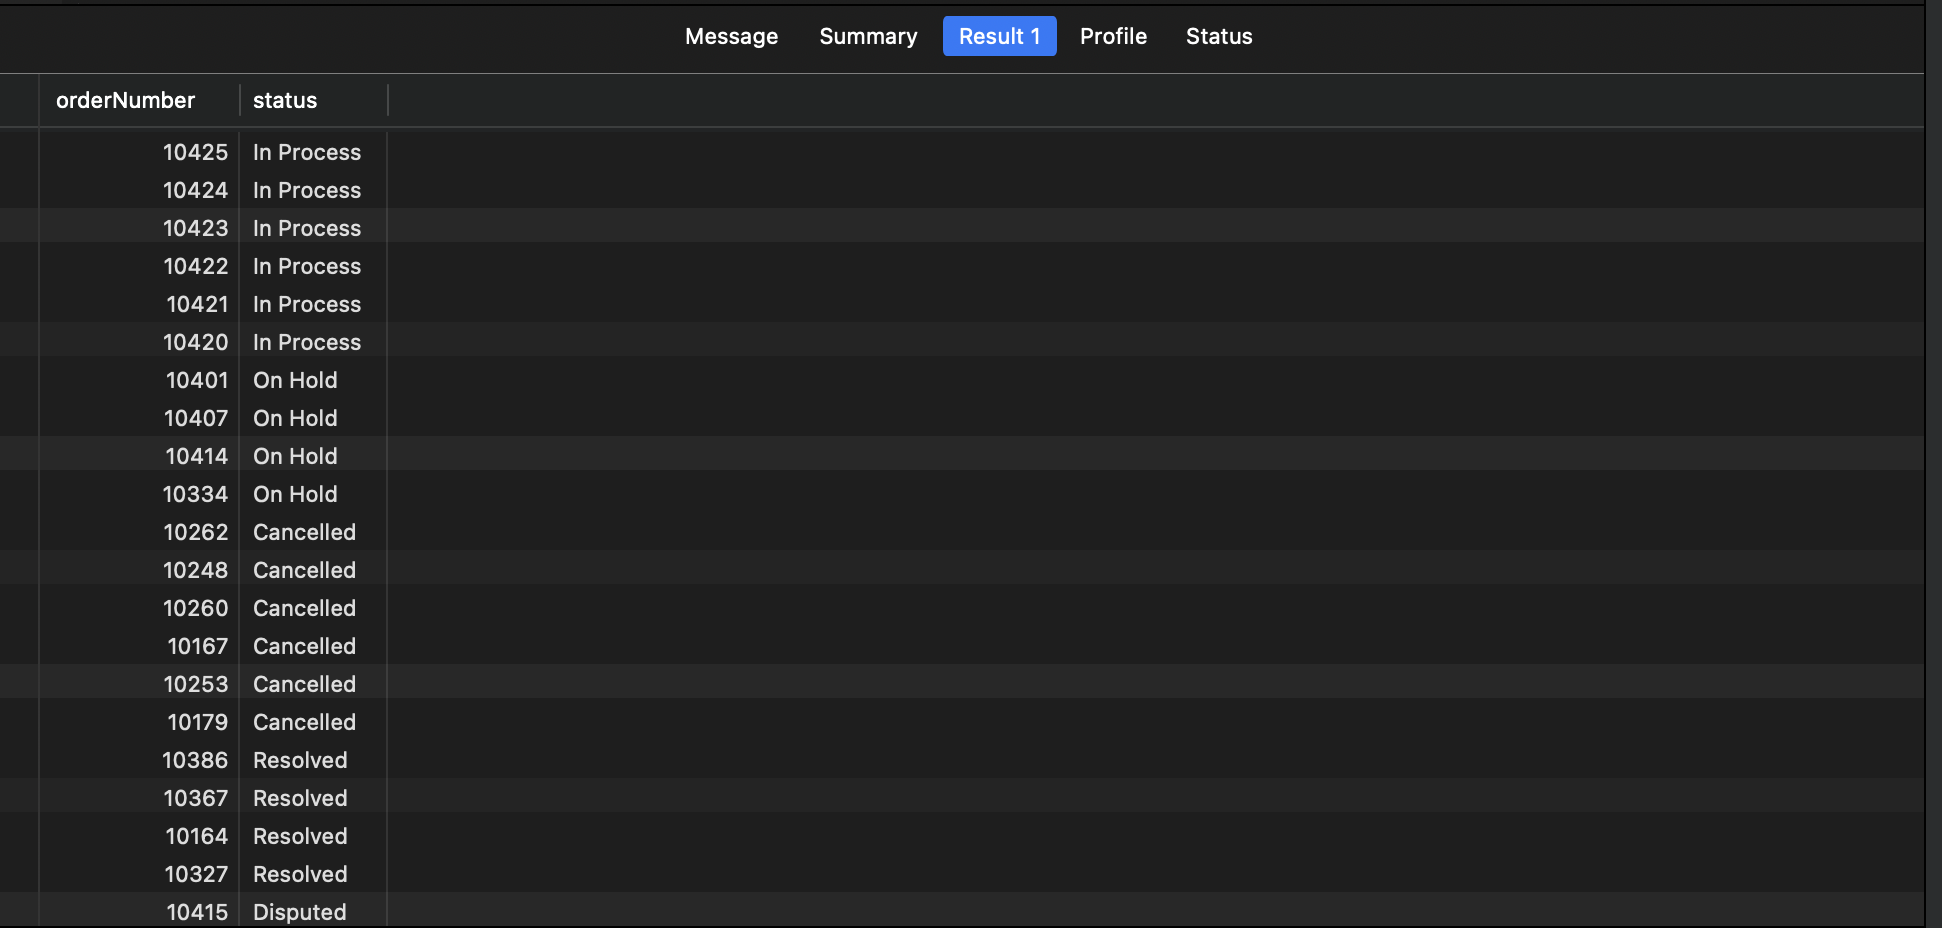 Message Summary Result 1 Profile Status
orderNumber status
10425 In Process
10424 In Process
10423 In Process
10422 In Process
10421 In Process
10420 In Process
10401 On Hold
10407 On Hold
10414 On Hold
10334 On Hold
10262 Cancelled
10248 Cancelled
10260 Cancelled
10167 Cancelled
10253 Cancelled
10179 Cancelled
10386 Resolved
10367 Resolved
10164 Resolved
10327 Resolved
10415 Disputed